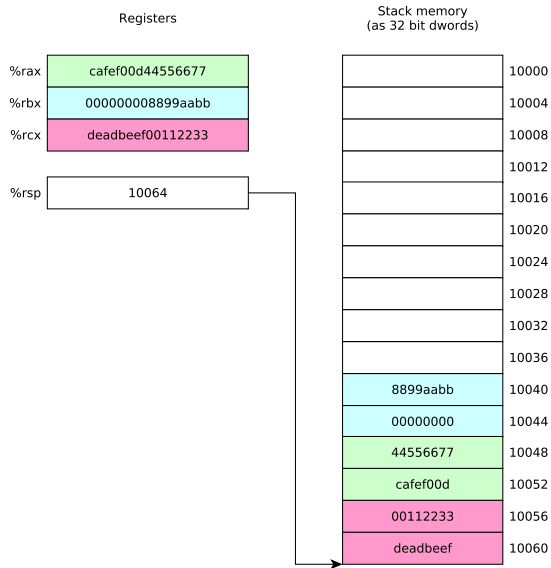 Registers
Stack memory
(as 32 bit dwords)
%rax cafef00d44556677
%rbx 000000008899aabb
%rcx deadbeef00112233
%rsp 10064
10000
10004
10008
10012
10016
10020
10024
10028
10032
10036
8899aabb 10040
00000000 10044
44556677 10048
cafef00d 10052
00112233 10056
deadbeef 10060